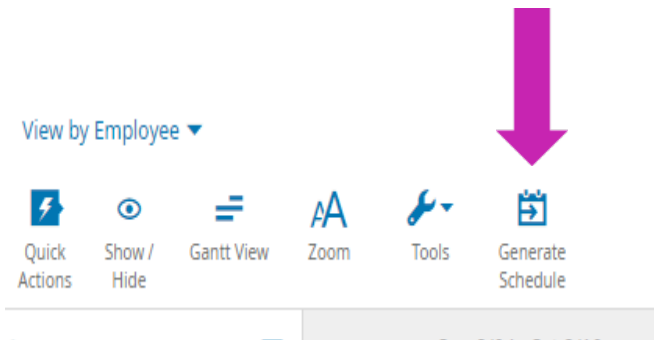 View by Employee
Quick Actions
Show / Hide
Gantt View
Zoom
Tools
Generate Schedule